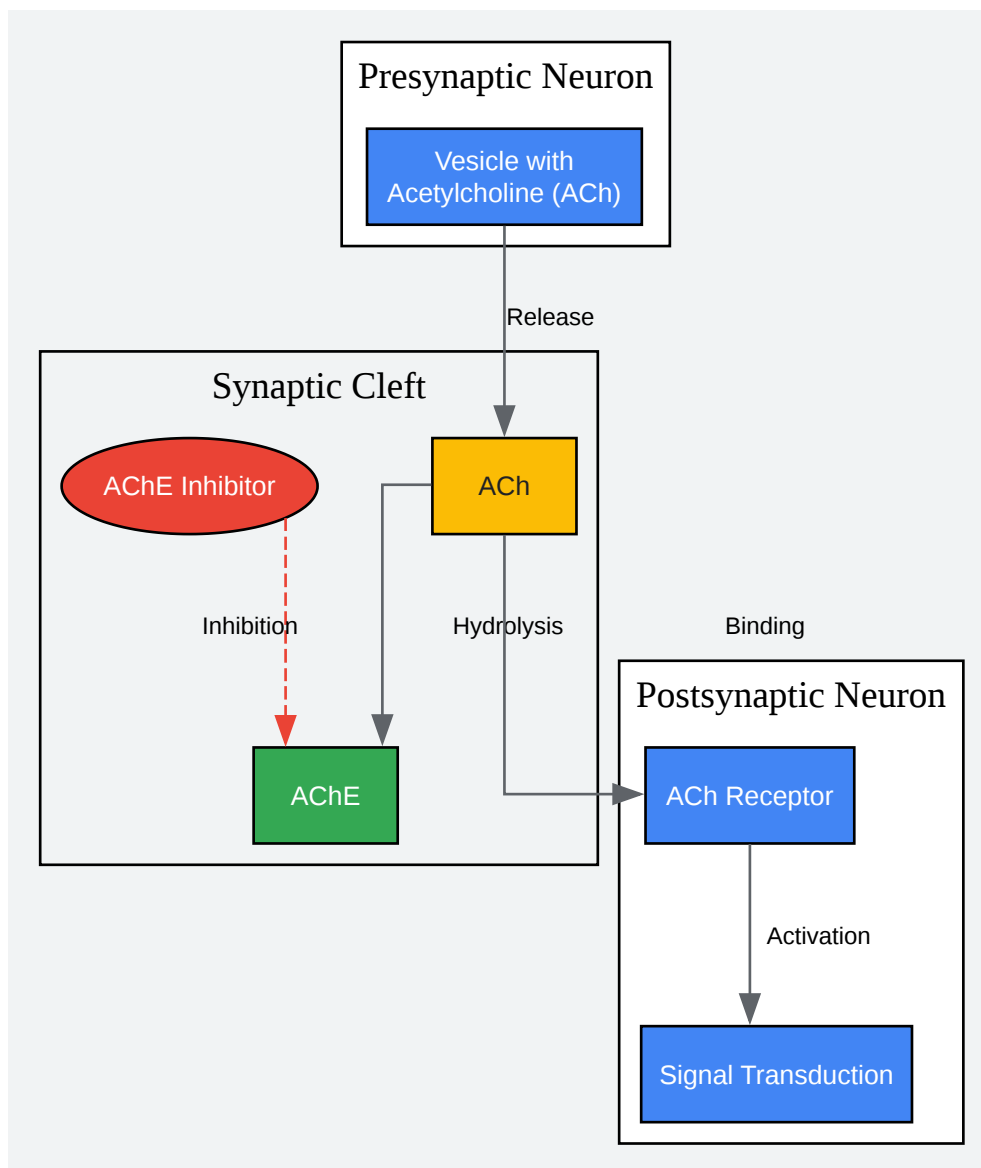 Presynaptic Neuron
Vesicle with
Acetylcholine (ACh)
Release
Synaptic Cleft
AChE Inhibitor
ACh
Inhibition
Hydrolysis
Binding
Postsynaptic Neuron
AChE
ACh Receptor
Activation
Signal Transduction